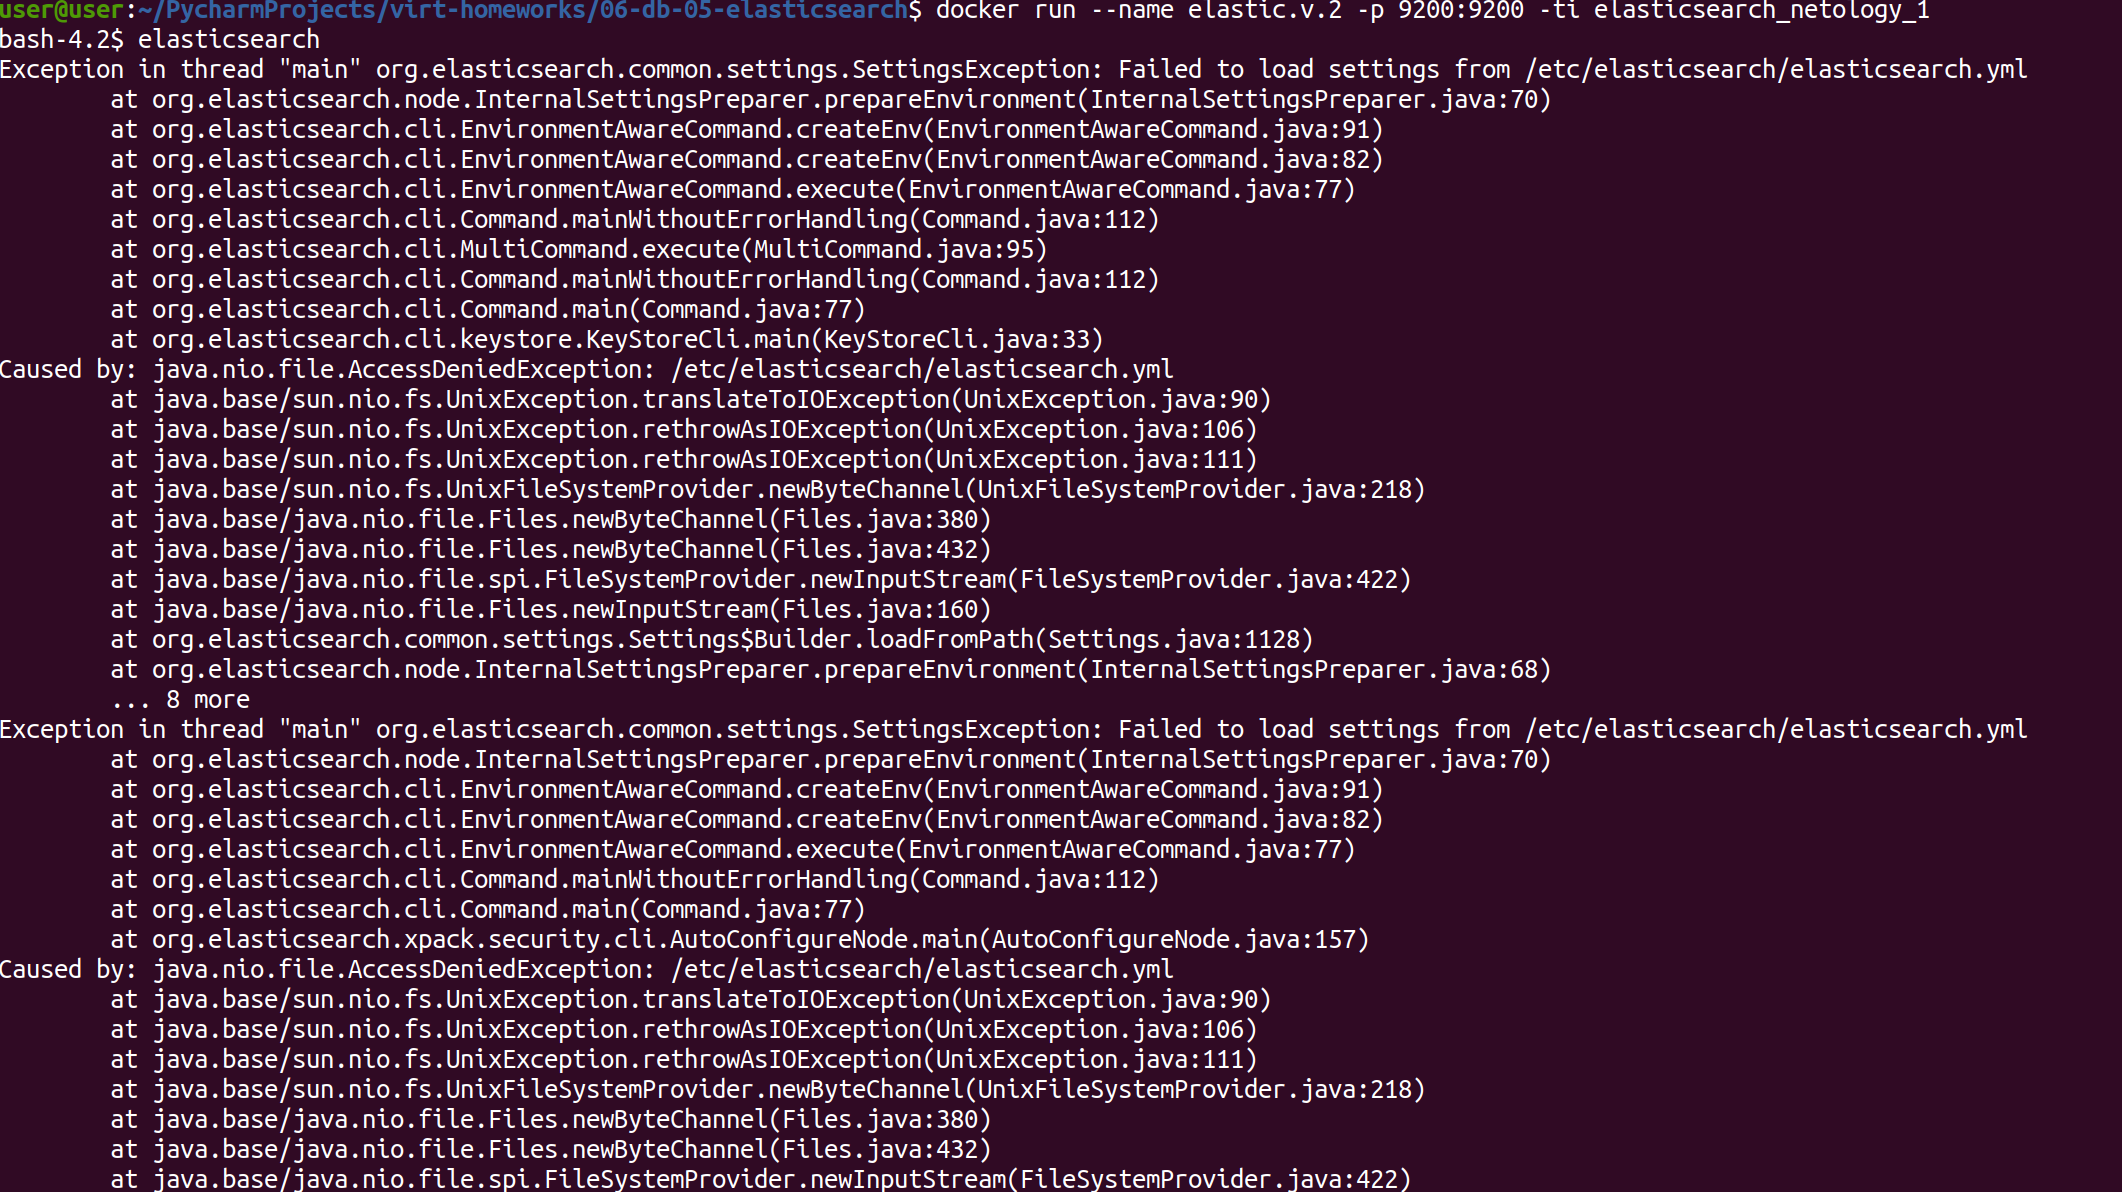 user@user:~/PycharmProjects/virt-homeworks/06-db-05-elasticsearch$ docker run --name elastic.v.2 -p 9200:9200 -ti elasticsearch_netology_1
bash-4.2$ elasticsearch
Exception in thread "main" org.elasticsearch.common.settings.SettingsException: Failed to load settings from /etc/elasticsearch/elasticsearch.yml
        at org.elasticsearch.node.InternalSettingsPreparer.prepareEnvironment(InternalSettingsPreparer.java:70)
        at org.elasticsearch.cli.EnvironmentAwareCommand.createEnv(EnvironmentAwareCommand.java:91)
        at org.elasticsearch.cli.EnvironmentAwareCommand.createEnv(EnvironmentAwareCommand.java:82)
        at org.elasticsearch.cli.EnvironmentAwareCommand.execute(EnvironmentAwareCommand.java:77)
        at org.elasticsearch.cli.Command.mainWithoutErrorHandling(Command.java:112)
        at org.elasticsearch.cli.MultiCommand.execute(MultiCommand.java:95)
        at org.elasticsearch.cli.Command.mainWithoutErrorHandling(Command.java:112)
        at org.elasticsearch.cli.Command.main(Command.java:77)
        at org.elasticsearch.cli.keystore.KeyStoreCli.main(KeyStoreCli.java:33)
Caused by: java.nio.file.AccessDeniedException: /etc/elasticsearch/elasticsearch.yml
        at java.base/sun.nio.fs.UnixException.translateToIOException(UnixException.java:90)
        at java.base/sun.nio.fs.UnixException.rethrowAsIOException(UnixException.java:106)
        at java.base/sun.nio.fs.UnixException.rethrowAsIOException(UnixException.java:111)
        at java.base/sun.nio.fs.UnixFileSystemProvider.newByteChannel(UnixFileSystemProvider.java:218)
        at java.base/java.nio.file.Files.newByteChannel(Files.java:380)
        at java.base/java.nio.file.Files.newByteChannel(Files.java:432)
        at java.base/java.nio.file.spi.FileSystemProvider.newInputStream(FileSystemProvider.java:422)
        at java.base/java.nio.file.Files.newInputStream(Files.java:160)
        at org.elasticsearch.common.settings.Settings$Builder.loadFromPath(Settings.java:1128)
        at org.elasticsearch.node.InternalSettingsPreparer.prepareEnvironment(InternalSettingsPreparer.java:68)
        ... 8 more
Exception in thread "main" org.elasticsearch.common.settings.SettingsException: Failed to load settings from /etc/elasticsearch/elasticsearch.yml
        at org.elasticsearch.node.InternalSettingsPreparer.prepareEnvironment(InternalSettingsPreparer.java:70)
        at org.elasticsearch.cli.EnvironmentAwareCommand.createEnv(EnvironmentAwareCommand.java:91)
        at org.elasticsearch.cli.EnvironmentAwareCommand.createEnv(EnvironmentAwareCommand.java:82)
        at org.elasticsearch.cli.EnvironmentAwareCommand.execute(EnvironmentAwareCommand.java:77)
        at org.elasticsearch.cli.Command.mainWithoutErrorHandling(Command.java:112)
        at org.elasticsearch.cli.Command.main(Command.java:77)
        at org.elasticsearch.xpack.security.cli.AutoConfigureNode.main(AutoConfigureNode.java:157)
Caused by: java.nio.file.AccessDeniedException: /etc/elasticsearch/elasticsearch.yml
        at java.base/sun.nio.fs.UnixException.translateToIOException(UnixException.java:90)
        at java.base/sun.nio.fs.UnixException.rethrowAsIOException(UnixException.java:106)
        at java.base/sun.nio.fs.UnixException.rethrowAsIOException(UnixException.java:111)
        at java.base/sun.nio.fs.UnixFileSystemProvider.newByteChannel(UnixFileSystemProvider.java:218)
        at java.base/java.nio.file.Files.newByteChannel(Files.java:380)
        at java.base/java.nio.file.Files.newByteChannel(Files.java:432)
        at java.base/java.nio.file.spi.FileSystemProvider.newInputStream(FileSystemProvider.java:422)